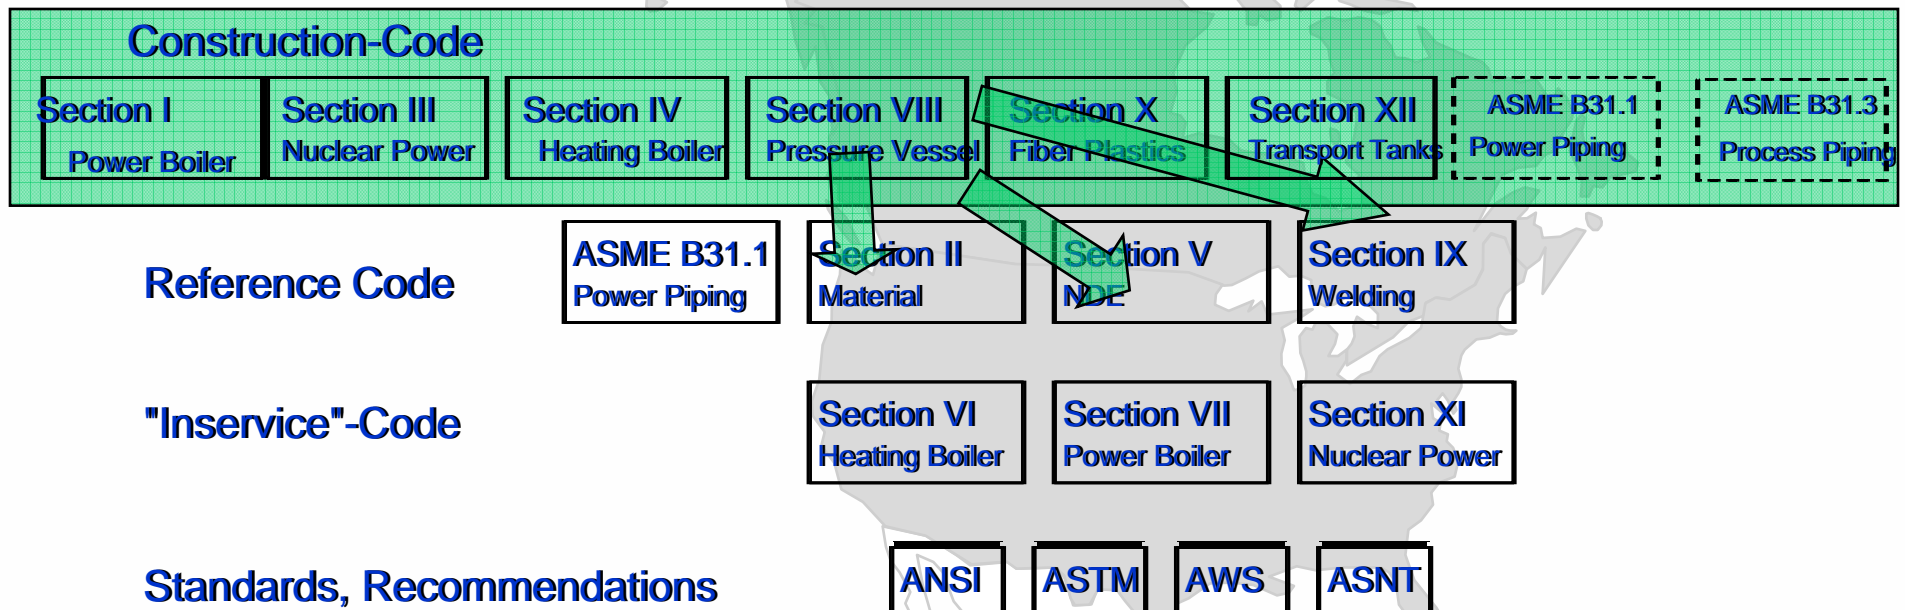 Construction-Code
Section I
Power Boiler
Section III
Nuclear Power
Section IV
Heating Boiler
Section VIII
Pressure Vessel
Section X
Fiber Plastics
Section XII
Transport Tanks
ASME B31.1
Power Piping
ASME B31.3
Process Piping
Reference Code
ASME B31.1
Power Piping
Section II
Material
Section V
NDE
Section IX
Welding
"Inservice"-Code
Section VI
Heating Boiler
Section VII
Power Boiler
Section XI
Nuclear Power
Standards, Recommendations
ANSI
ASTM
AWS
ASNT